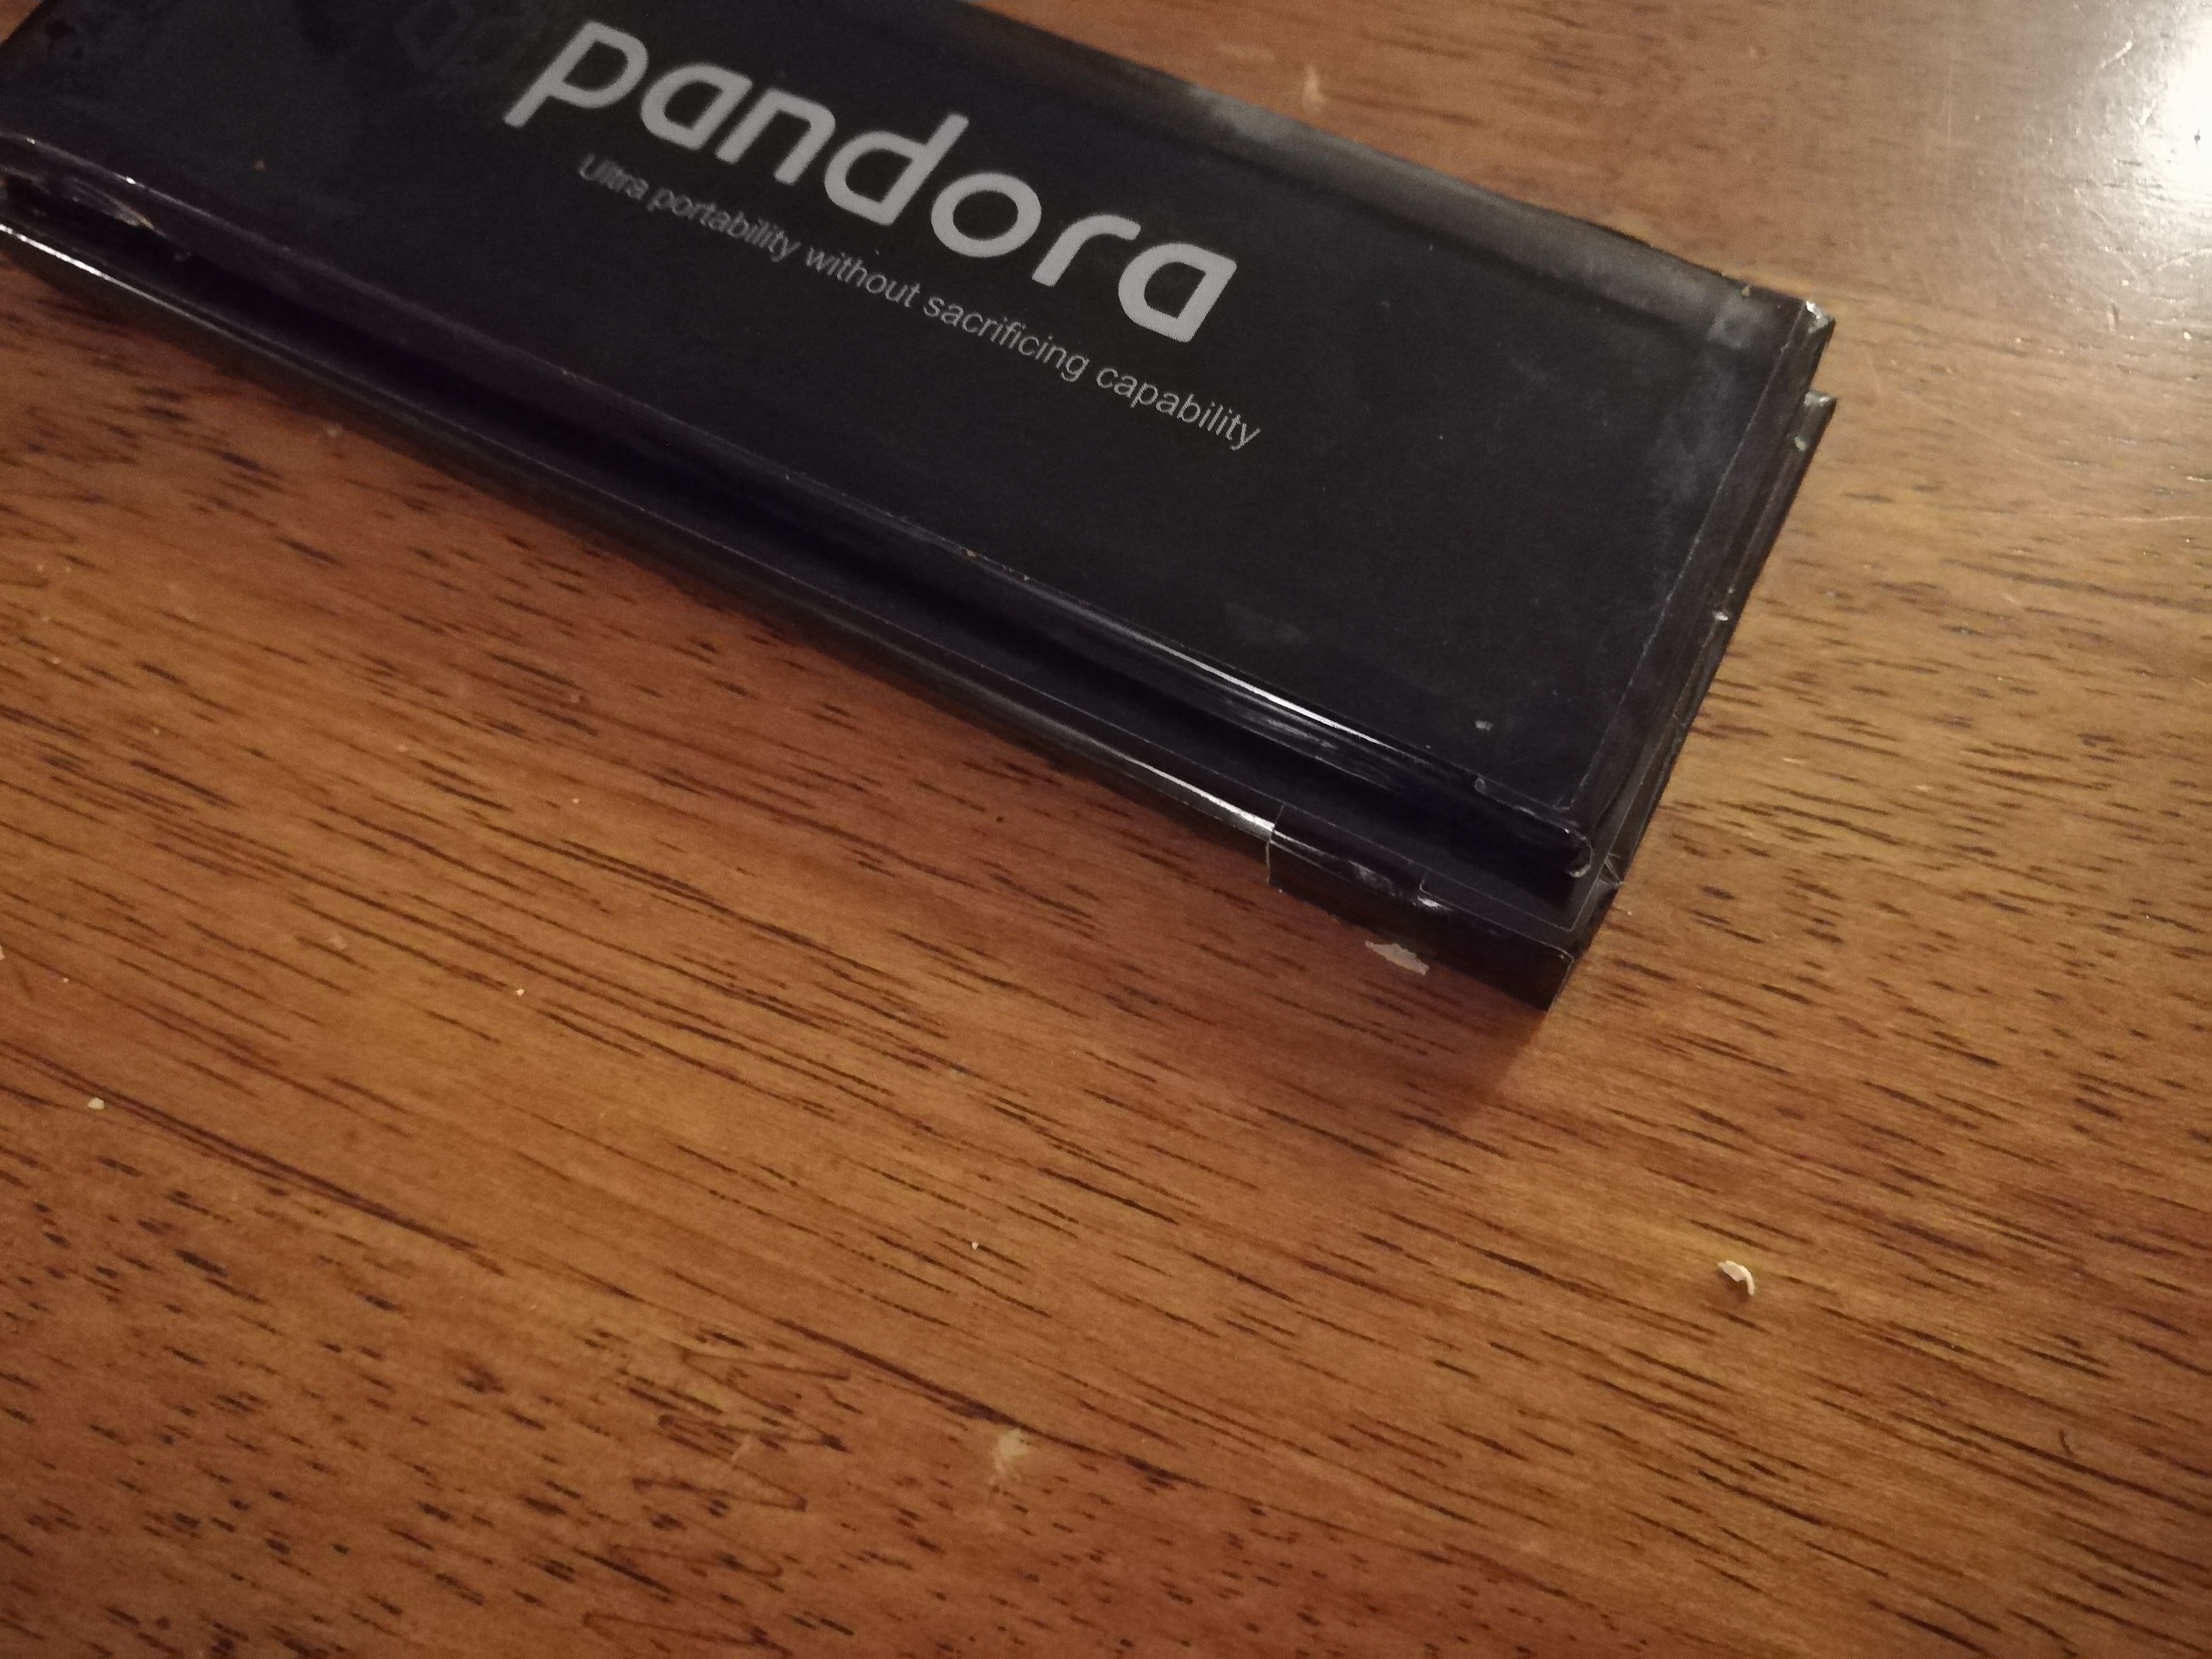 pandora
Ultra portability without sacrificing capability